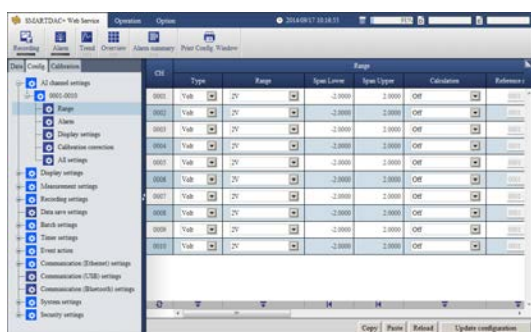 SMARTDAC+ Web Service Operation Option 2014/09/17 10:16:55
Recording Alarm Trend Overview Alarm summary Print Config. Window
Data Config Calibration
AI channel settings
0001-0010
Range
Alarm
Display settings
Calibration correction
All settings
Display settings
Measurement settings
Recording settings
Data save settings
Batch settings
Timer settings
Event action
Communication (Ethernet) settings
Communication (USB) settings
Communication (Bluetooth) settings
System settings
Security settings
CH Range
Type Range Span Lower Span Upper Calculation Reference
0001 Volt 2V -2.0000 2.0000 Off
0002 Volt 2V -2.0000 2.0000 Off
0003 Volt 2V -2.0000 2.0000 Off
0004 Volt 2V -2.0000 2.0000 Off
0005 Volt 2V -2.0000 2.0000 Off
0006 Volt 2V -2.0000 2.0000 Off
0007 Volt 2V -2.0000 2.0000 Off
0008 Volt 2V -2.0000 2.0000 Off
0009 Volt 2V -2.0000 2.0000 Off
0010 Volt 2V -2.0000 2.0000 Off
Copy Paste Reload Update configuration